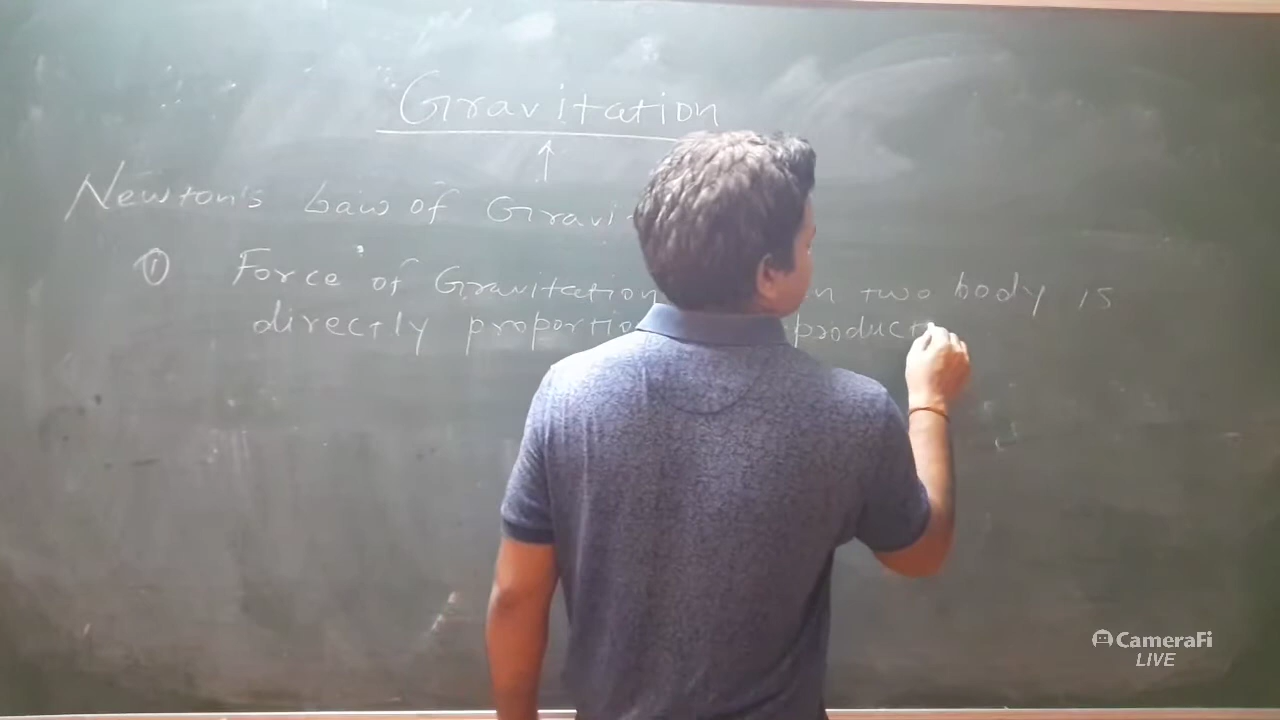 Gravitation
Newton's Law of Gravi
① Force of Gravitation two body is
directly proportio product
CameraFi
LIVE